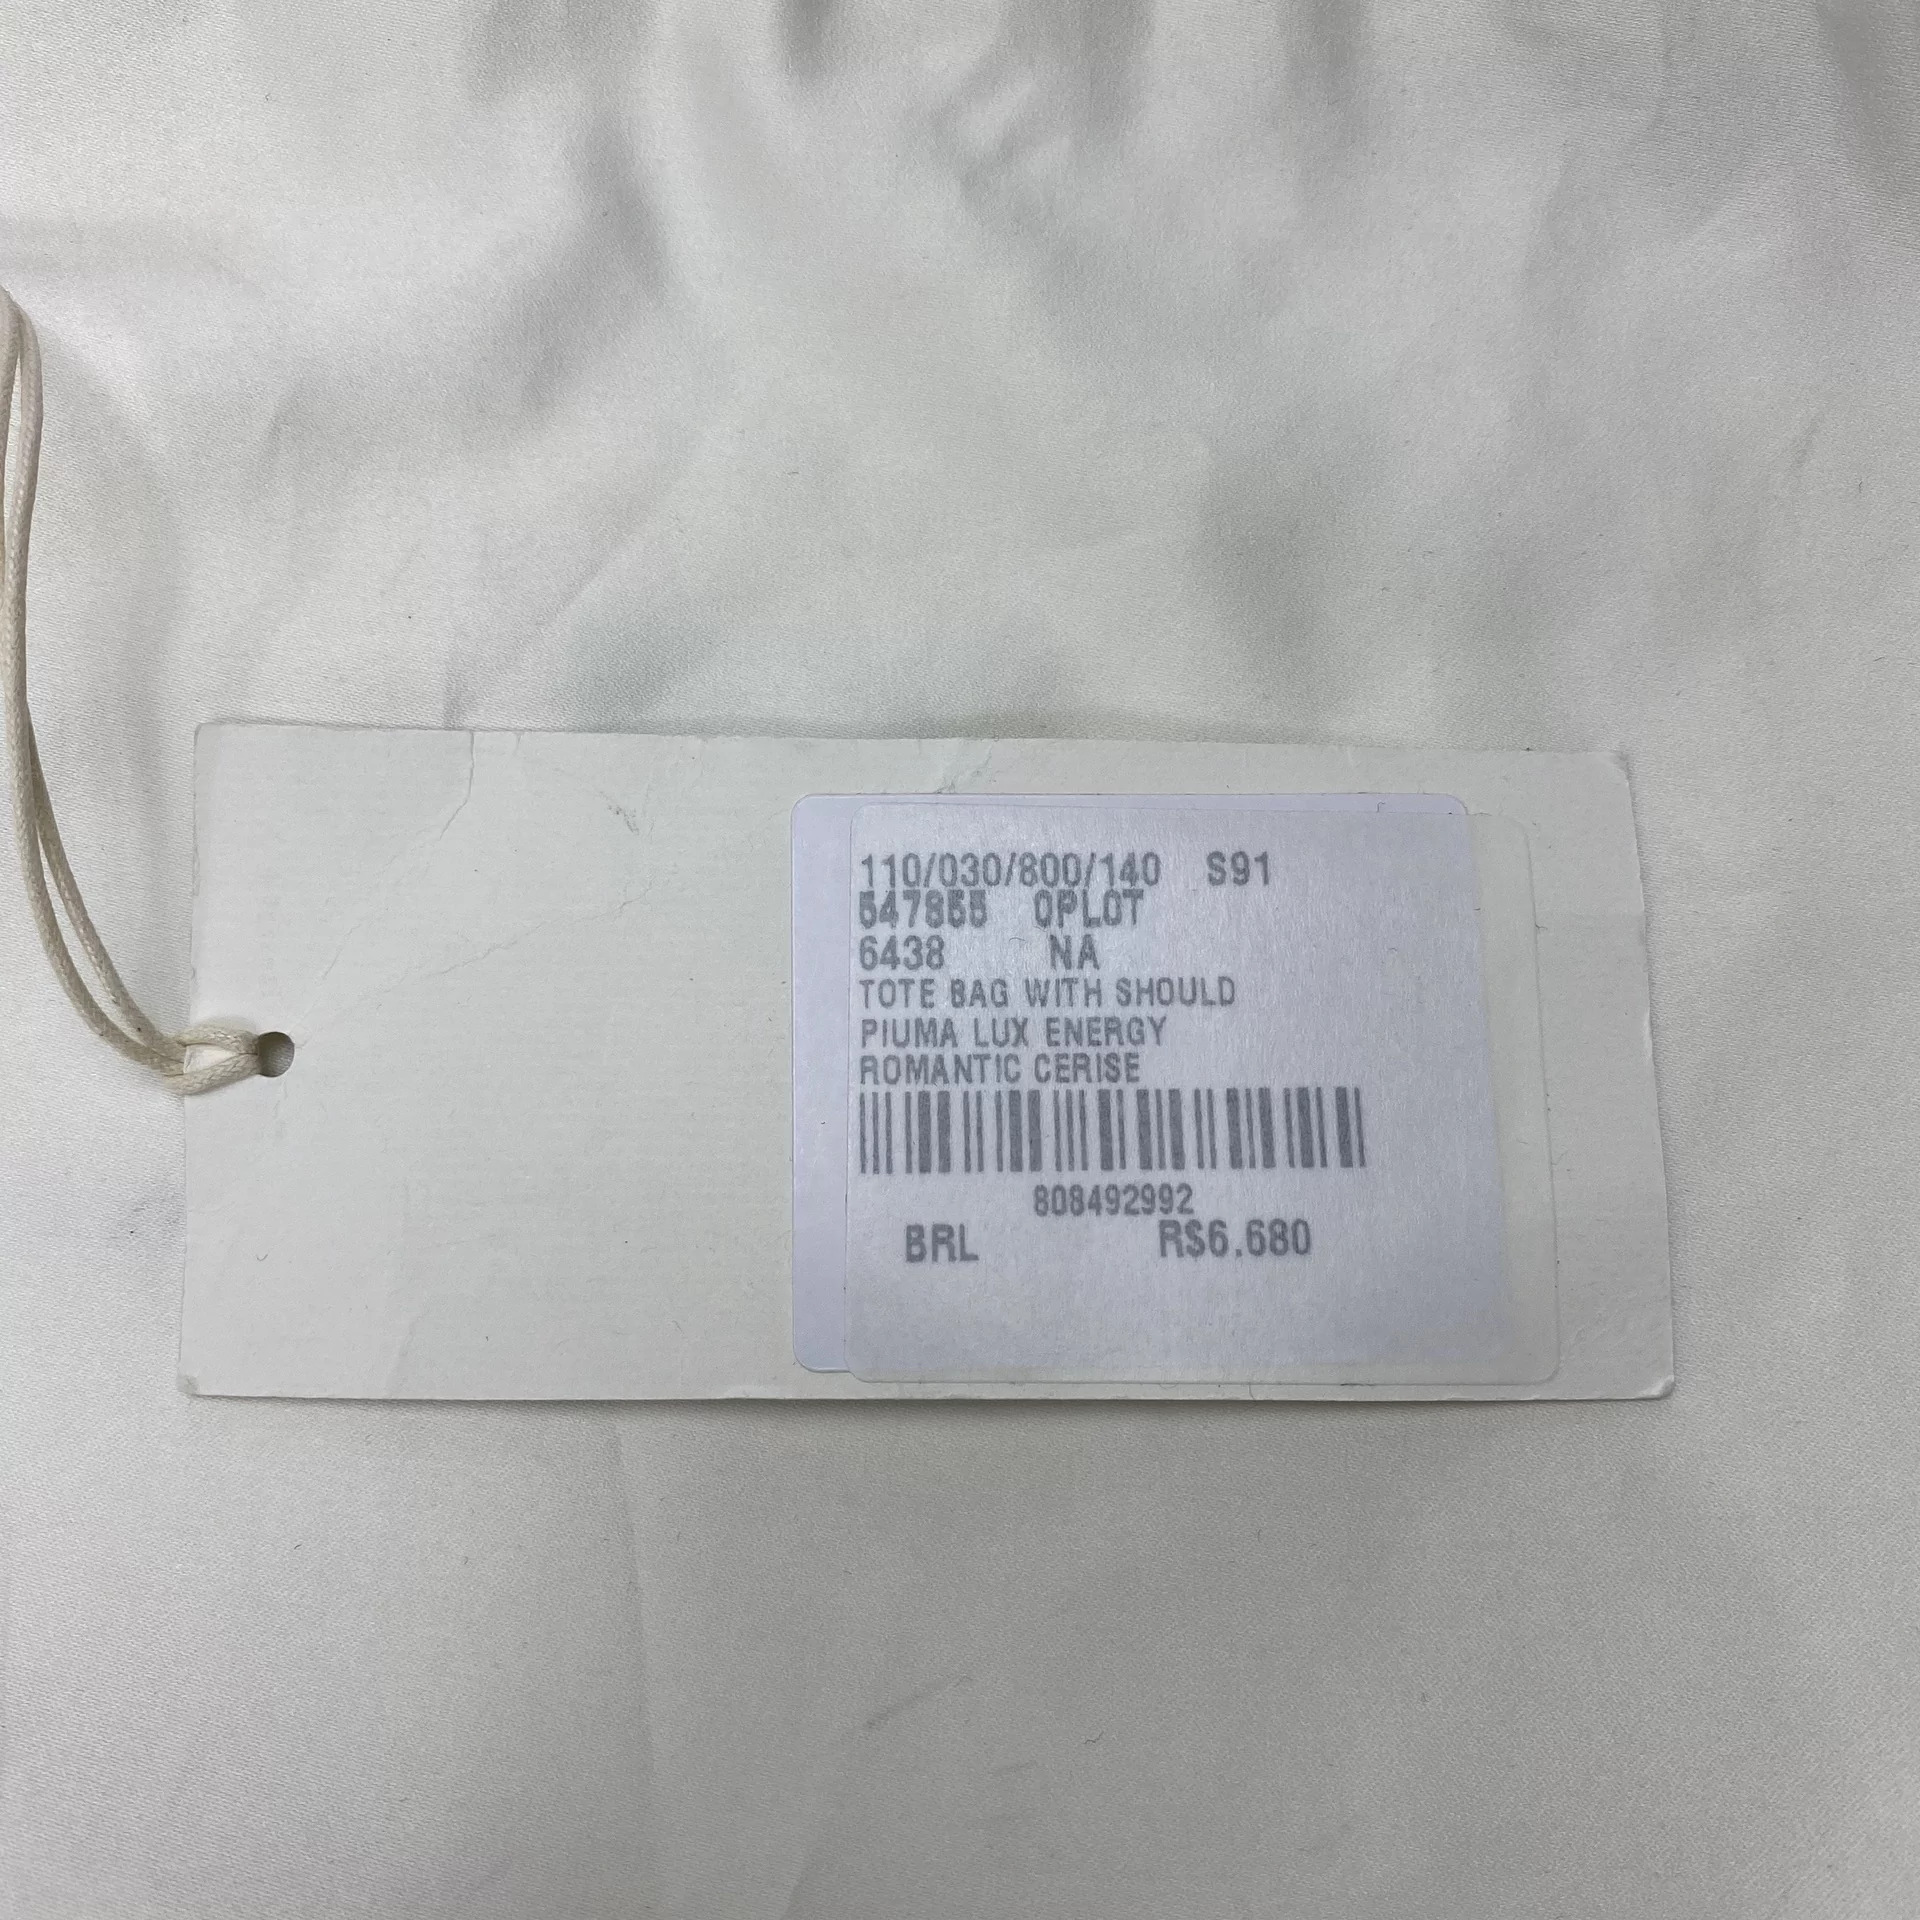 110/030/800/140 S91
547855 0PL0T
6438 NA
TOTE BAG WITH SHOULD
PIUMA LUX ENERGY
ROMANTIC CERISE
808492992
BRL R$6.680